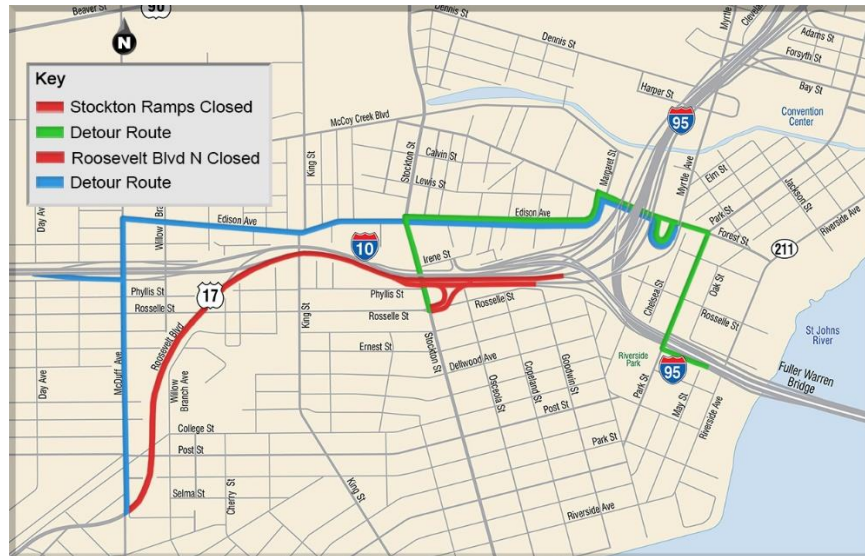 Beaver St
90
N
Key
Stockton Ramps Closed
Detour Route
Roosevelt Blvd N Closed
Detour Route
Dennis St
Dennis St
Myrtle
Cleveland
Adams St
Forsyth St
Bay St
Harper St
Convention
Center
95
McCoy Creek Blvd
King St
Stockton St
Calvin St
Lewis St
Margaret St
Myrtle Ave
Elm St
Jackson St
Park St
Riverside Ave
Day Ave
Willow
Edison Ave
Edison Ave
Forest St
211
10
Irene St
17
Phyllis St
Rosselle St
Phyllis St
Rosselle St
Rosselle St
Chelsea St
Oak St
Rosselle St
St Johns
River
Roosevelt Blvd
McDuff Ave
Day Ave
Willow
Branch Ave
King St
Ernest St
Stockton St
Dellwood Ave
Osceola St
Copeland St
Goodwin St
Post St
Park St
Riverside
Park
95
Park St
May St
Riverside Ave
Fuller Warren
Bridge
College St
Post St
Selma St
Cherry St
King St
Riverside Ave